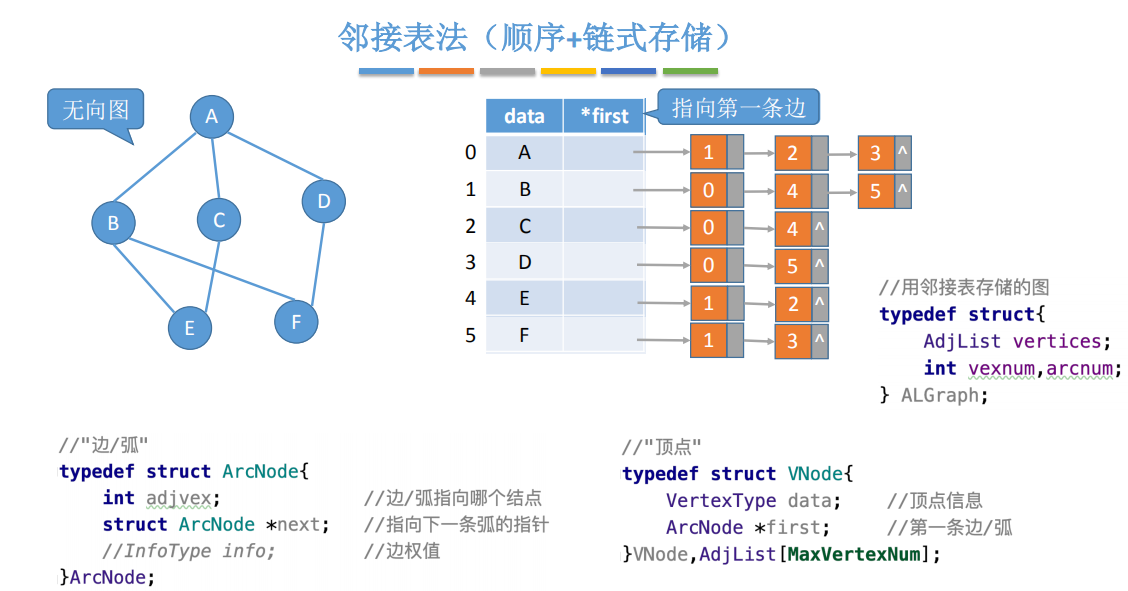 邻接表法（顺序+链式存储）
无向图
A
B
C
D
E
F
data *first
指向第一条边
0 A 1 2 3 ^
1 B 0 4 5 ^
2 C 0 4 ^
3 D 0 5 ^
4 E 1 2 ^
5 F 1 3 ^
//用邻接表存储的图
typedef struct{
AdjList vertices;
int vexnum,arcnum;
} ALGraph;
//"边/弧"
typedef struct ArcNode{
int adjvex; //边/弧指向哪个结点
struct ArcNode *next; //指向下一条弧的指针
//InfoType info; //边权值
}ArcNode;
//"顶点"
typedef struct VNode{
VertexType data; //顶点信息
ArcNode *first; //第一条边/弧
}VNode,AdjList[MaxVertexNum];